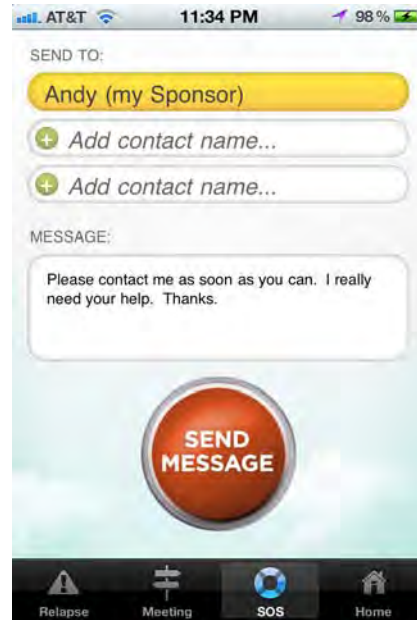 AT&T 11:34 PM 98%
SEND TO:
Andy (my Sponsor)
Add contact name...
Add contact name...
MESSAGE:
Please contact me as soon as you can. I really
need your help. Thanks.
SEND
MESSAGE
Relapse Meeting SOS Home